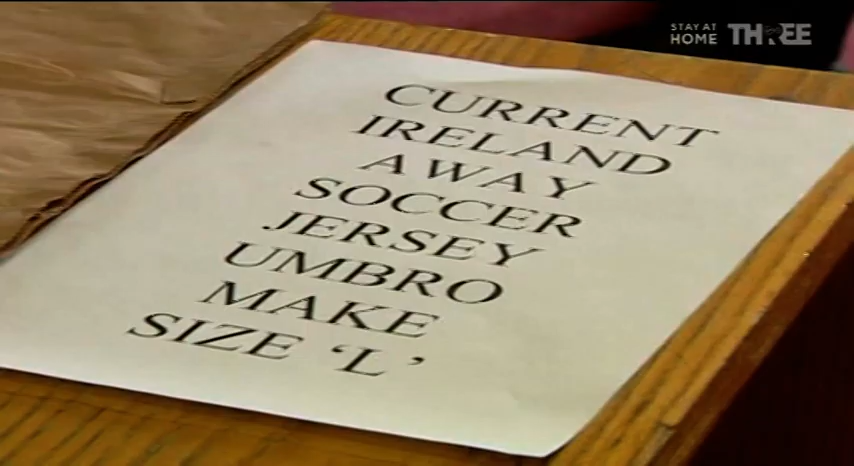 STAY AT
HOME
THREE
CURRENT
IRELAND
AWAY
SOCCER
JERSEY
UMBRO
MAKE
SIZE ‘L’